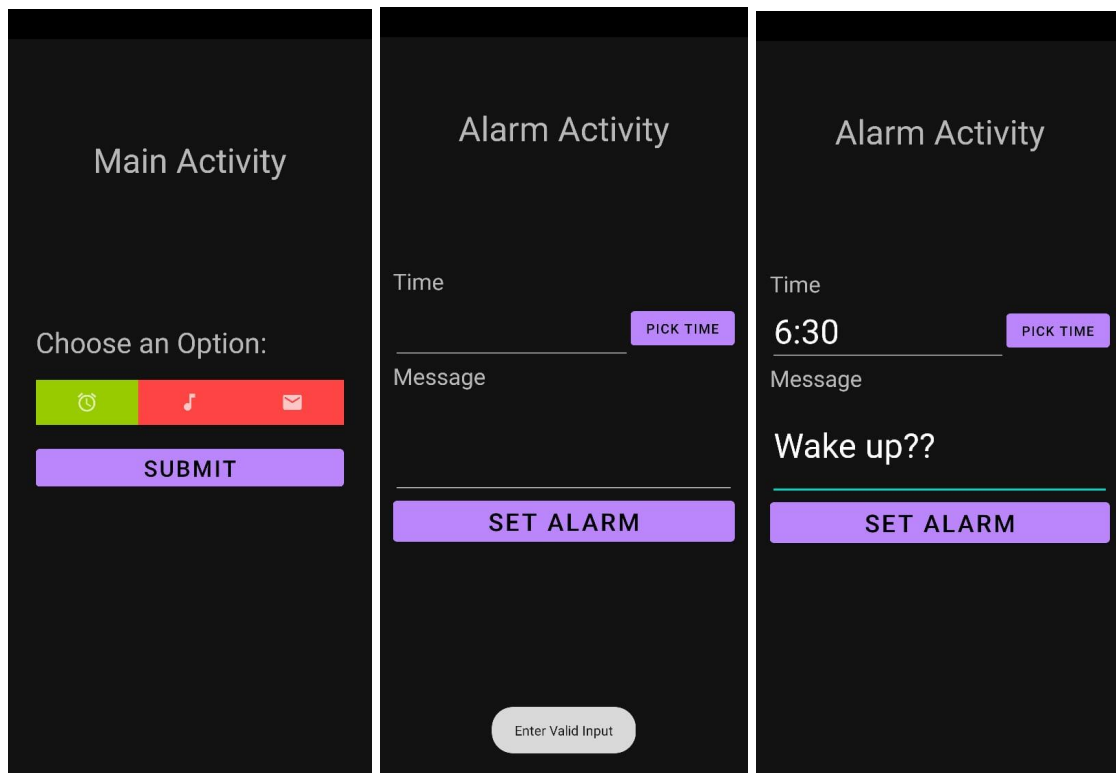 Main Activity
Choose an Option:
SUBMIT
Alarm Activity
Time
PICK TIME
Message
SET ALARM
Enter Valid Input
Alarm Activity
Time
6:30
PICK TIME
Message
Wake up??
SET ALARM